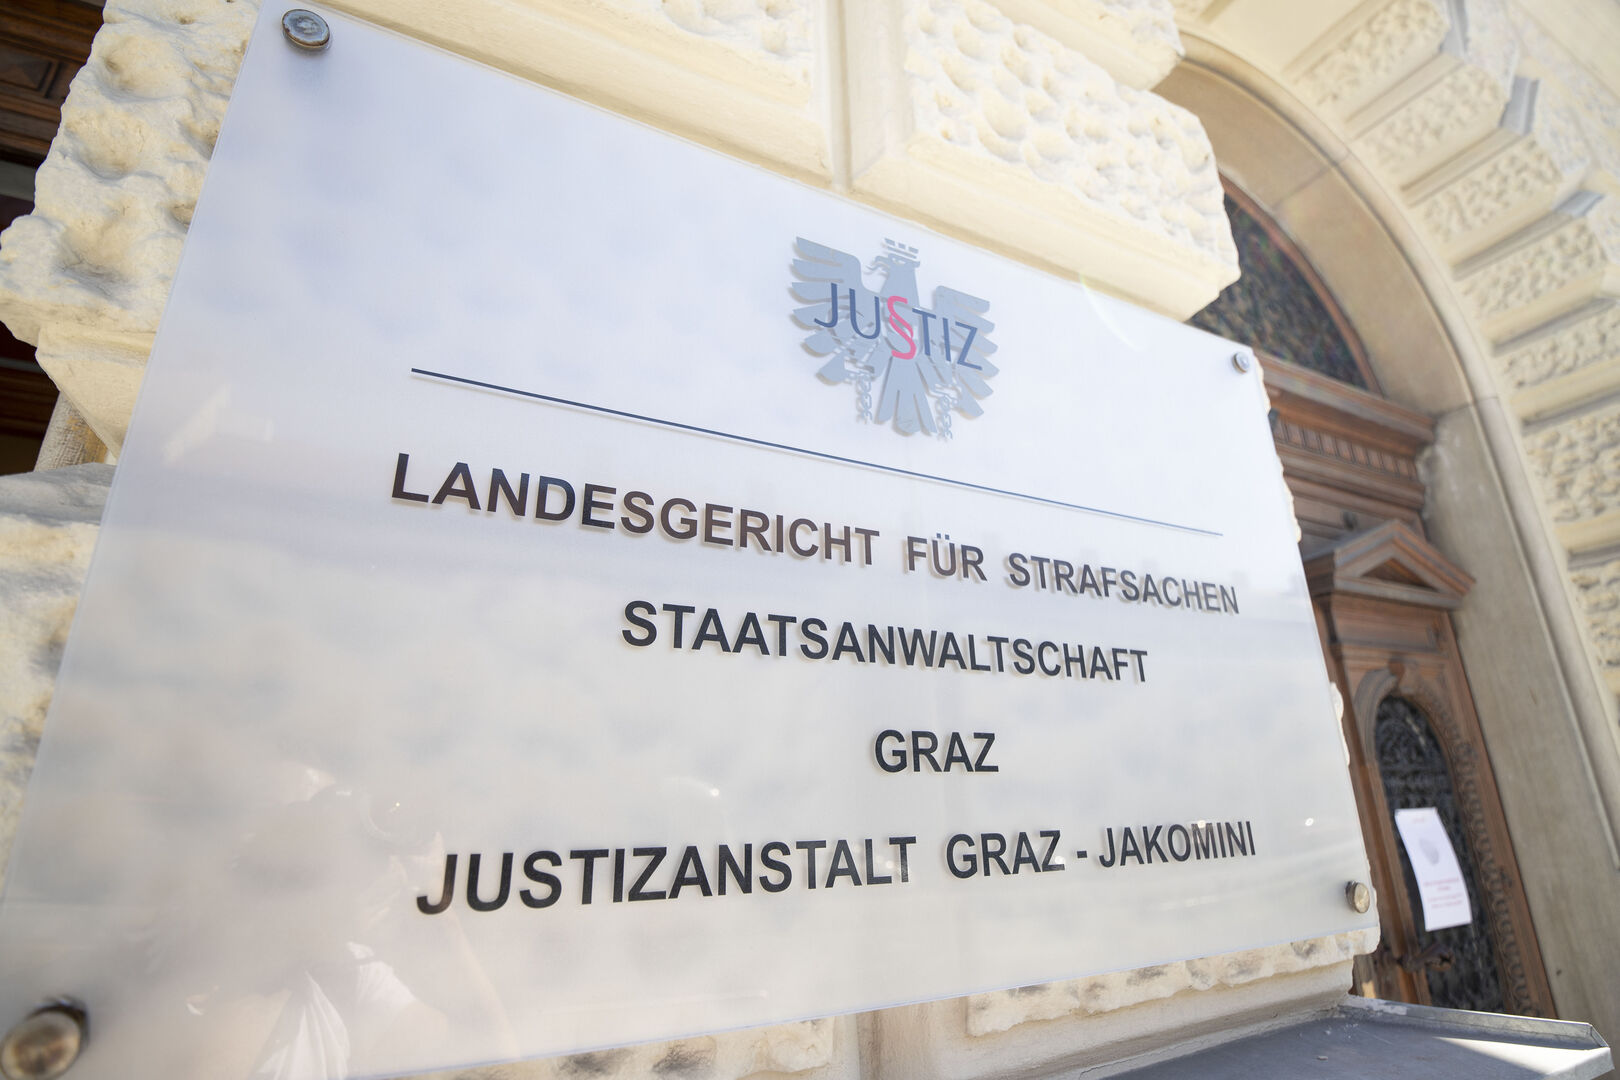 JUSTIZ
LANDESGERICHT FÜR STRAFSACHEN
STAATSANWALTSCHAFT
GRAZ
JUSTIZANSTALT GRAZ - JAKOMINI